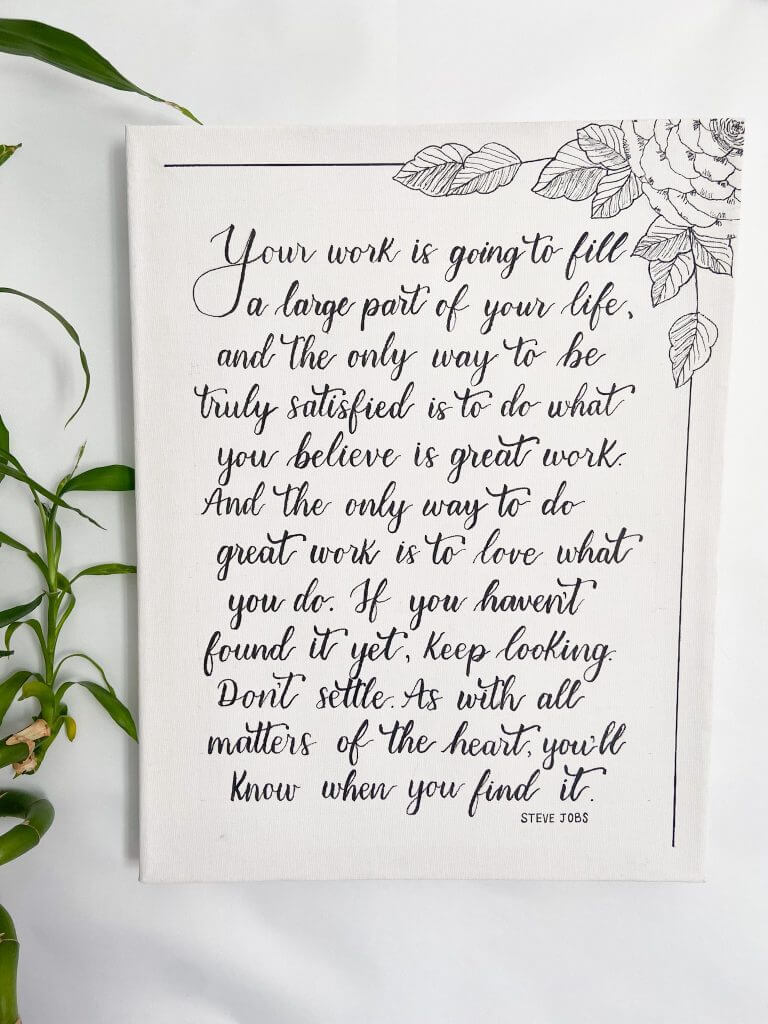 Your work is going to fill
a large part of your life,
and the only way to be
truly satisfied is to do what
you believe is great work.
And the only way to do
great work is to love what
you do. If you haven't
found it yet, keep looking.
Don't settle. As with all
matters of the heart, you'll
know when you find it.
STEVE JOBS